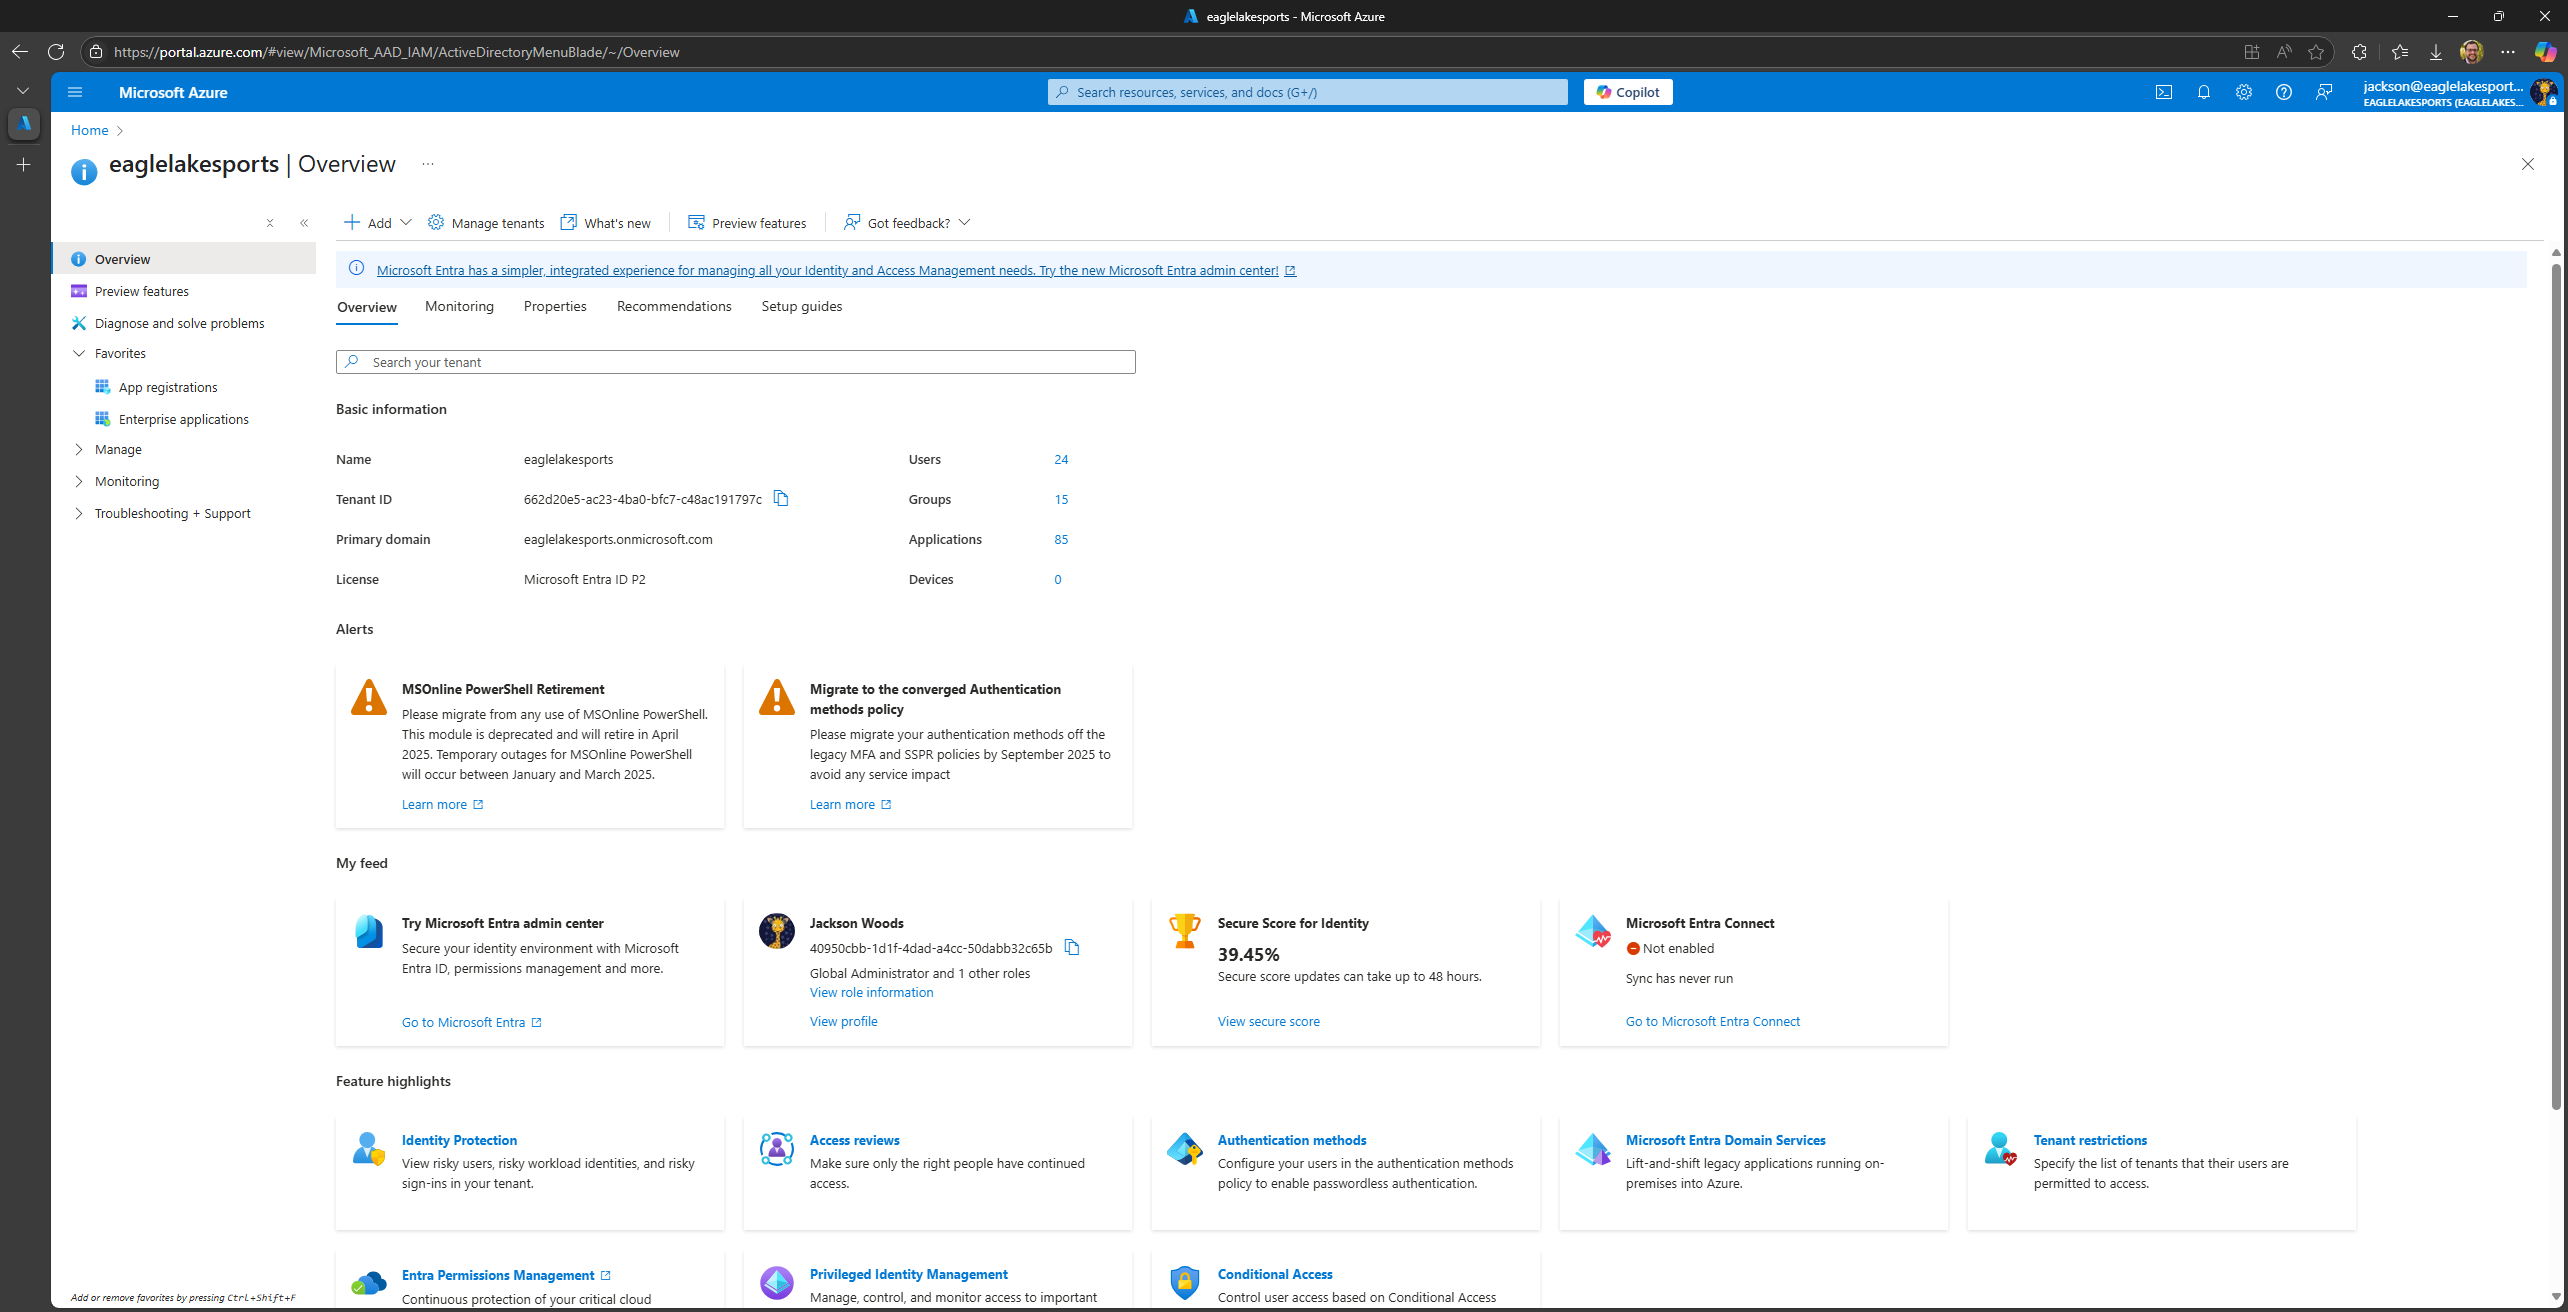 eaglelakesports - Microsoft Azure
https://portal.azure.com/#view/Microsoft_AAD_IAM/ActiveDirectoryMenuBlade/~/Overview
Microsoft Azure
Search resources, services, and docs (G+/)
Copilot
jackson@eaglelakesport...
EAGLELAKESPORTS (EAGLELAKES...
Home
eaglelakesports | Overview
Add
Manage tenants
What's new
Preview features
Got feedback?
Overview
Preview features
Diagnose and solve problems
Favorites
App registrations
Enterprise applications
Manage
Monitoring
Troubleshooting + Support
Microsoft Entra has a simpler, integrated experience for managing all your Identity and Access Management needs. Try the new Microsoft Entra admin center!
Overview
Monitoring
Properties
Recommendations
Setup guides
Search your tenant
Basic information
Name
eaglelakesports
Users
24
Tenant ID
662d20e5-ac23-4ba0-bfc7-c48ac191797c
Groups
15
Primary domain
eaglelakesports.onmicrosoft.com
Applications
85
License
Microsoft Entra ID P2
Devices
0
Alerts
MSOnline PowerShell Retirement
Please migrate from any use of MSOnline PowerShell.
This module is deprecated and will retire in April
2025. Temporary outages for MSOnline PowerShell
will occur between January and March 2025.
Learn more
Migrate to the converged Authentication
methods policy
Please migrate your authentication methods off the
legacy MFA and SSPR policies by September 2025 to
avoid any service impact
Learn more
My feed
Try Microsoft Entra admin center
Secure your identity environment with Microsoft
Entra ID, permissions management and more.
Go to Microsoft Entra
Jackson Woods
40950cbb-1d1f-4dad-a4cc-50dabb32c65b
Global Administrator and 1 other roles
View role information
View profile
Secure Score for Identity
39.45%
Secure score updates can take up to 48 hours.
View secure score
Microsoft Entra Connect
Not enabled
Sync has never run
Go to Microsoft Entra Connect
Feature highlights
Identity Protection
View risky users, risky workload identities, and risky
sign-ins in your tenant.
Access reviews
Make sure only the right people have continued
access.
Authentication methods
Configure your users in the authentication methods
policy to enable passwordless authentication.
Microsoft Entra Domain Services
Lift-and-shift legacy applications running on-
premises into Azure.
Tenant restrictions
Specify the list of tenants that their users are
permitted to access.
Entra Permissions Management
Continuous protection of your critical cloud
Privileged Identity Management
Manage, control, and monitor access to important
Conditional Access
Control user access based on Conditional Access
Add or remove favorites by pressing Ctrl+Shift+F